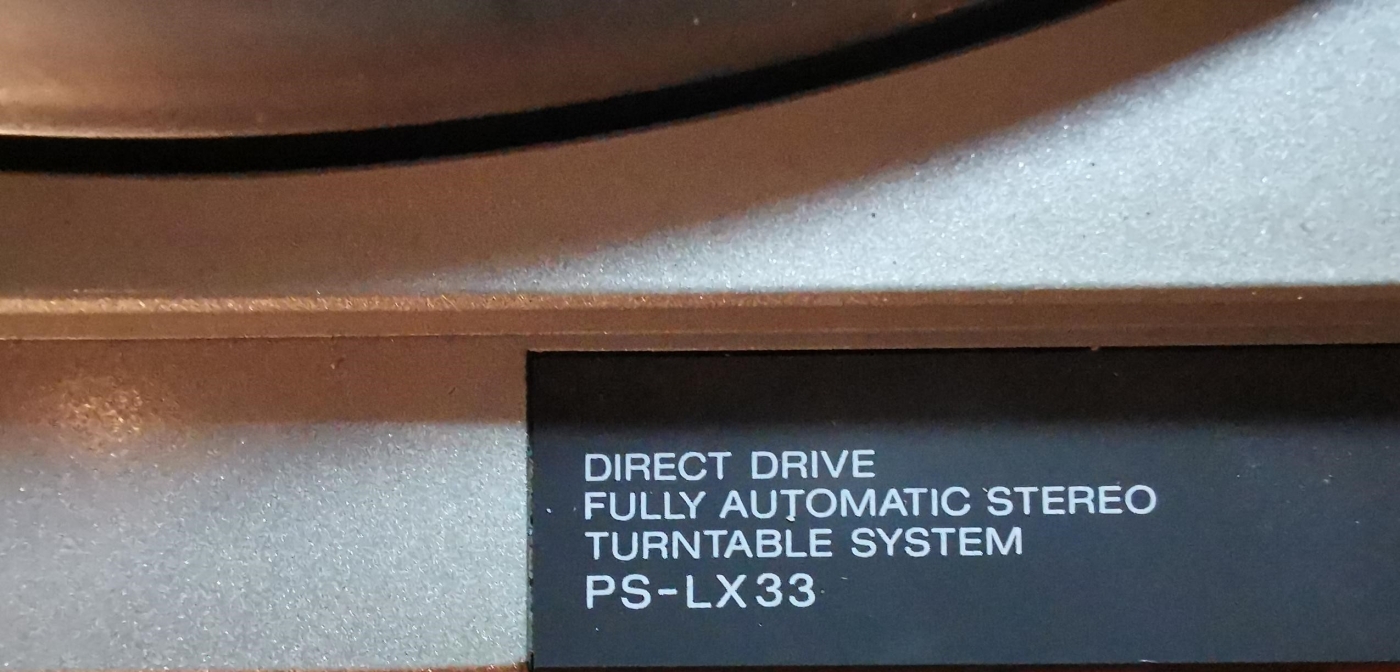 DIRECT DRIVE
FULLY AUTOMATIC STEREO
TURNTABLE SYSTEM
PS-LX33